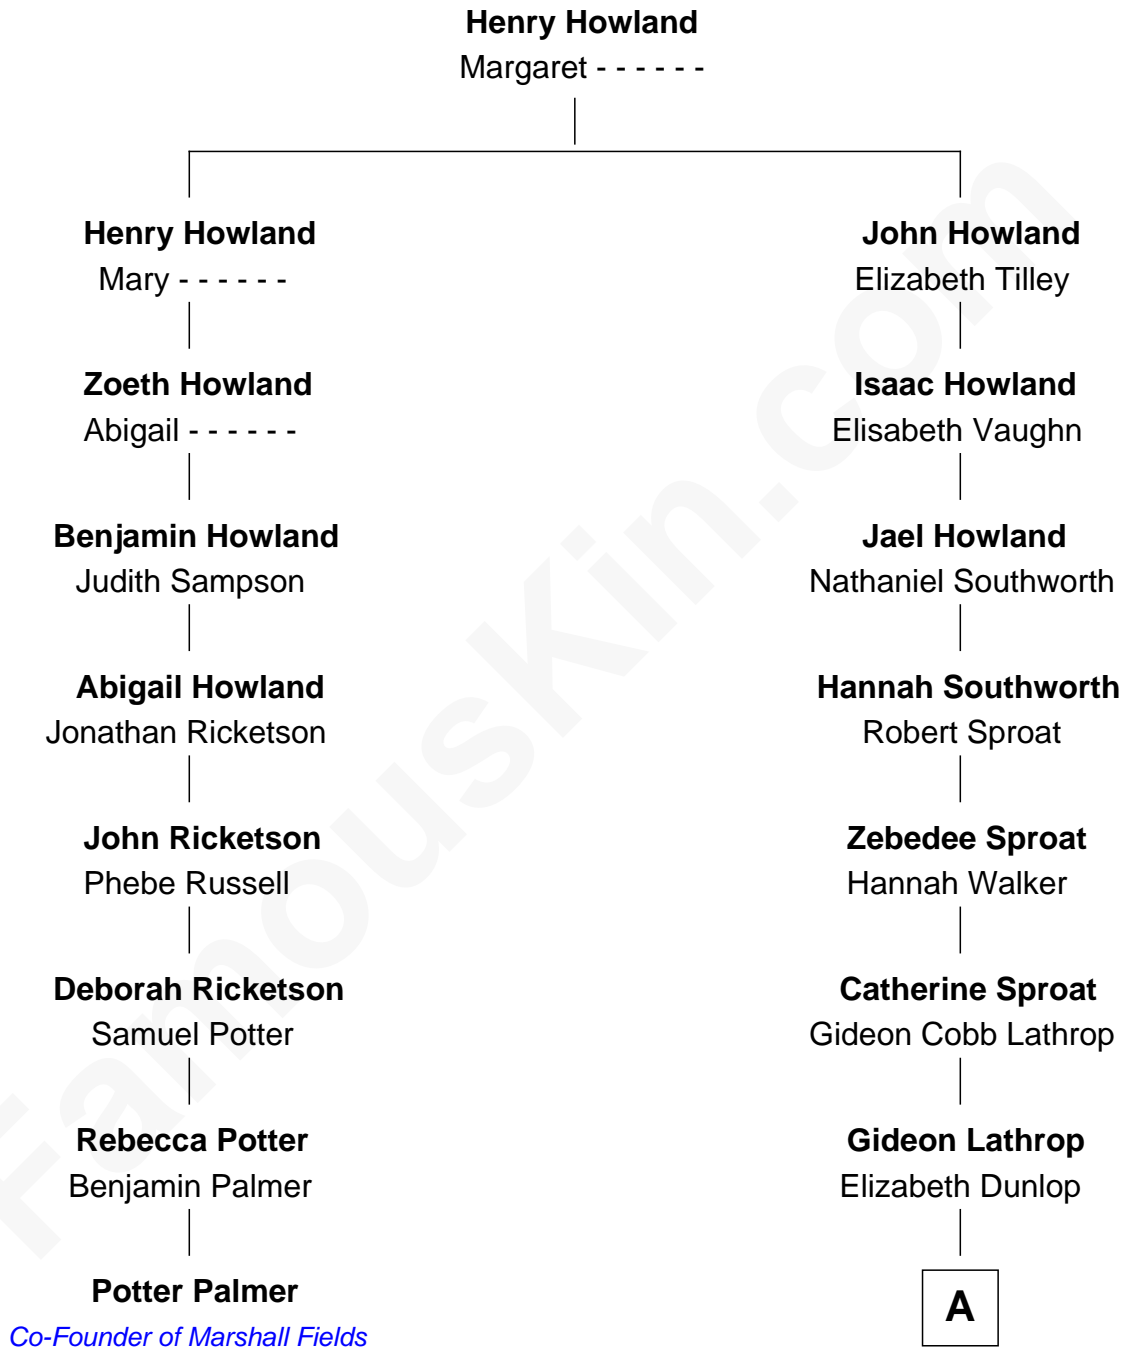 Henry Howland
Margaret - - - - - -
Henry Howland
Mary - - - - - -
John Howland
Elizabeth Tilley
Zoeth Howland
Abigail - - - - - -
Isaac Howland
Elisabeth Vaughn
Benjamin Howland
Judith Sampson
Jael Howland
Nathaniel Southworth
Abigail Howland
Jonathan Ricketson
Hannah Southworth
Robert Sproat
John Ricketson
Phebe Russell
Zebedee Sproat
Hannah Walker
Deborah Ricketson
Samuel Potter
Catherine Sproat
Gideon Cobb Lathrop
Rebecca Potter
Benjamin Palmer
Gideon Lathrop
Elizabeth Dunlop
Potter Palmer
Co-Founder of Marshall Fields
A
FamousKin.com